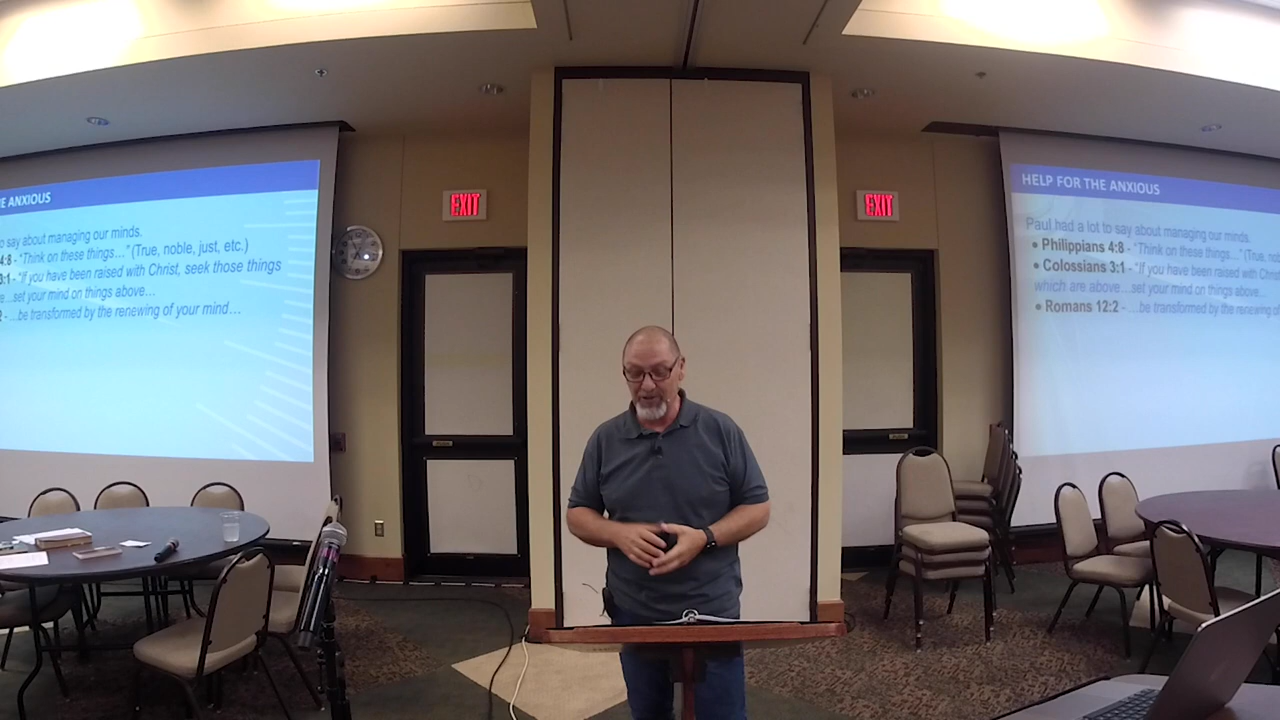 E ANXIOUS
o say about managing our minds.
4:8 - "Think on these things…" (True, noble, just, etc.)
3:1 - "If you have been raised with Christ, seek those things
e…set your mind on things above…
- …be transformed by the renewing of your mind…
EXIT
EXIT
HELP FOR THE ANXIOUS
Paul had a lot to say about managing our minds.
• Philippians 4:8 - "Think on these things…" (True, nob
• Colossians 3:1 - "If you have been raised with Christ
which are above…set your mind on things above…
• Romans 12:2 - …be transformed by the renewing of